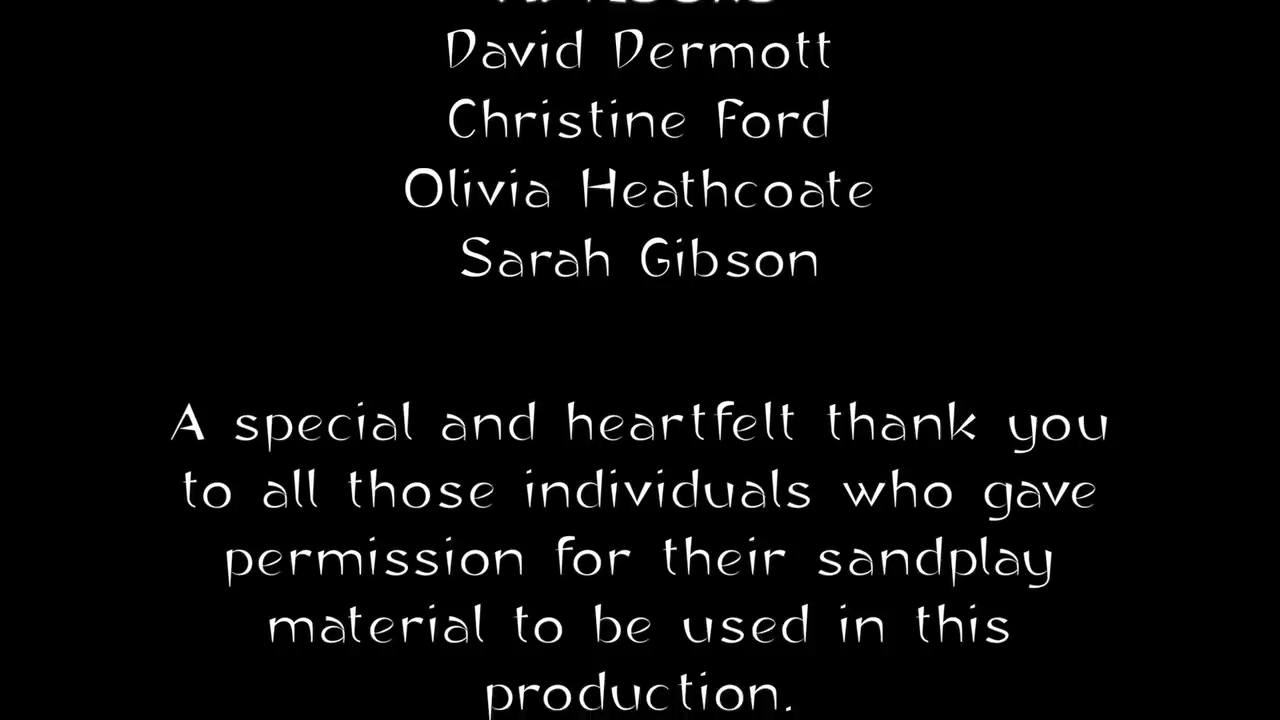 David Dermott
Christine Ford
Olivia Heathcoate
Sarah Gibson
A special and heartfelt thank you
to all those individuals who gave
permission for their sandplay
material to be used in this
production.